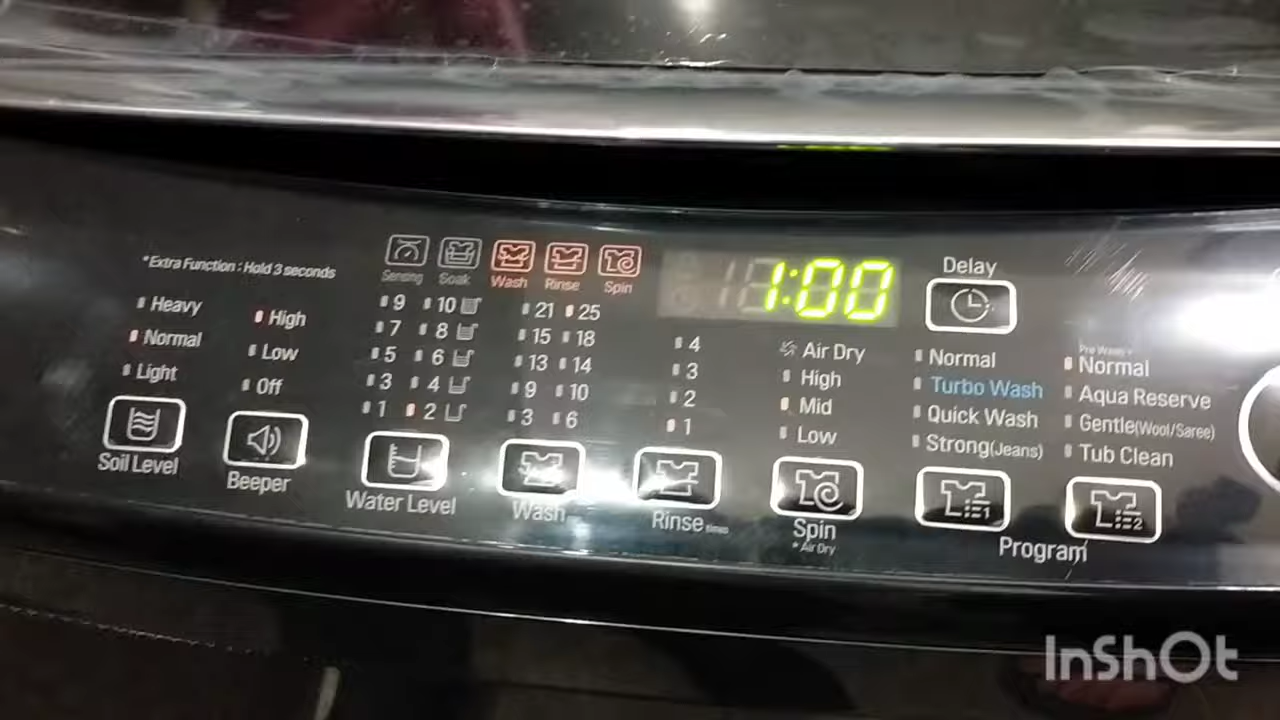 *Extra Function : Hold 3 seconds
Sensing Soak Wash Rinse Spin
1:00
Delay
Heavy
Normal
Light
Soil Level
High
Low
Off
Beeper
9 10
7 8
5 6
3 4
1 2
Water Level
21 25
15 18
13 14
9 10
3 6
Wash
4
3
2
1
Rinse times
Air Dry
High
Mid
Low
Spin
* Air Dry
Normal
Turbo Wash
Quick Wash
Strong(Jeans)
1
Pre Wash +
Normal
Aqua Reserve
Gentle(Wool/Saree)
Tub Clean
2
Program
InShOt